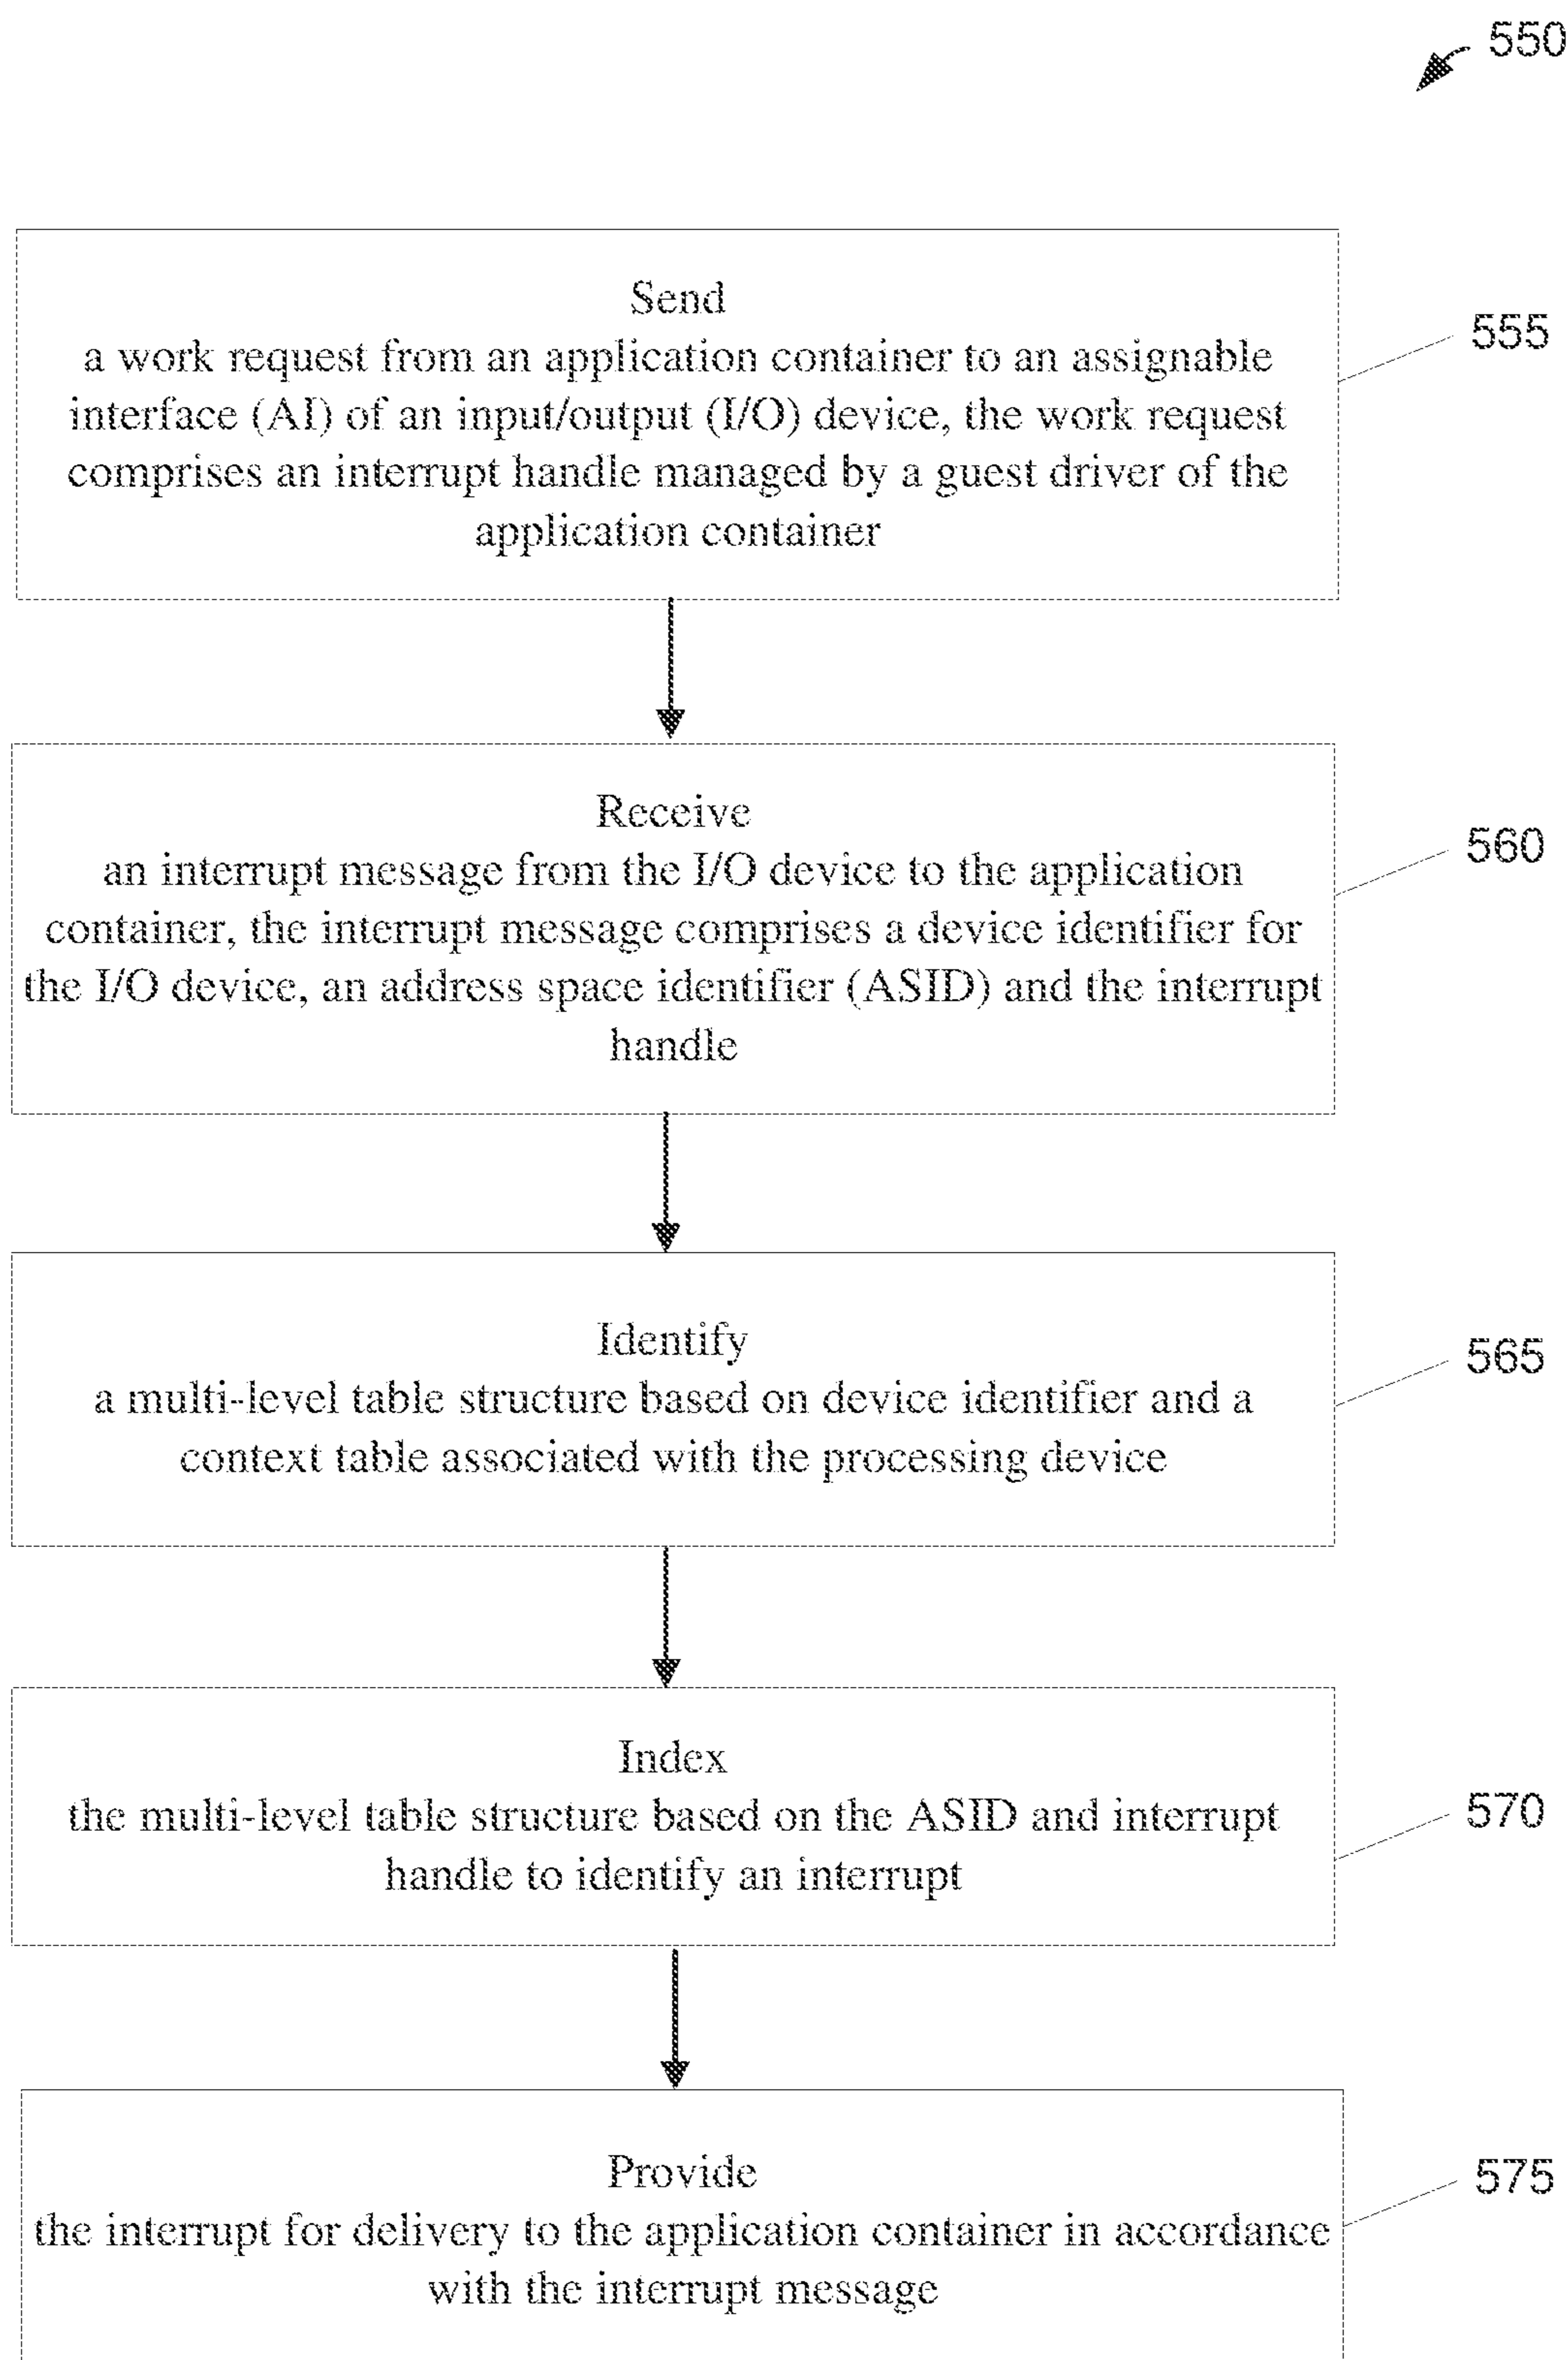 550
Send
a work request from an application container to an assignable
interface (AI) of an input/output (I/O) device, the work request
comprises an interrupt handle managed by a guest driver of the
application container
555
Receive
an interrupt message from the I/O device to the application
container, the interrupt message comprises a device identifier for
the I/O device, an address space identifier (ASID) and the interrupt
handle
560
Identify
a multi-level table structure based on device identifier and a
context table associated with the processing device
565
Index
the multi-level table structure based on the ASID and interrupt
handle to identify an interrupt
570
Provide
the interrupt for delivery to the application container in accordance
with the interrupt message
575